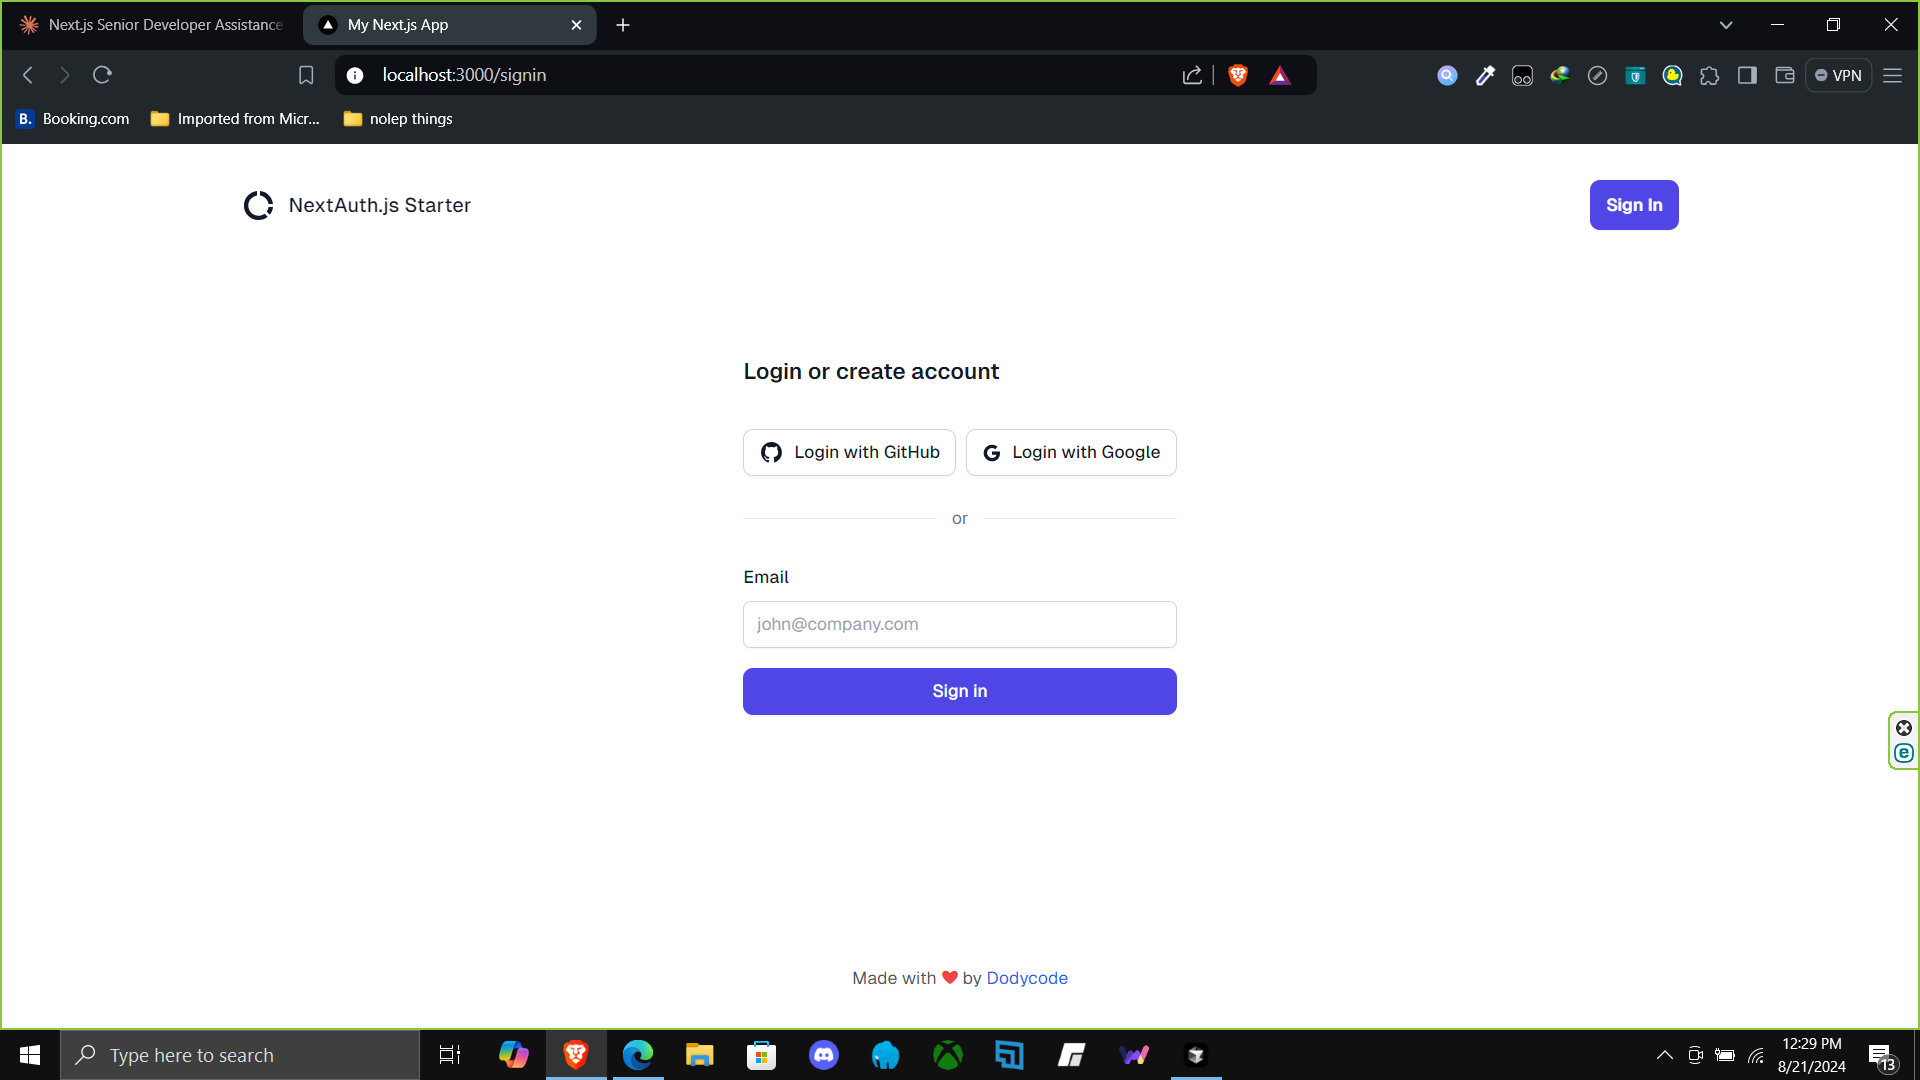 Next.js Senior Developer Assistance
My Next.js App
localhost:3000/signin
VPN
B. Booking.com
Imported from Micr...
nolep things
NextAuth.js Starter
Sign In
Login or create account
Login with GitHub
Login with Google
or
Email
john@company.com
Sign in
Made with ❤ by Dodycode
Type here to search
12:29 PM
8/21/2024
13